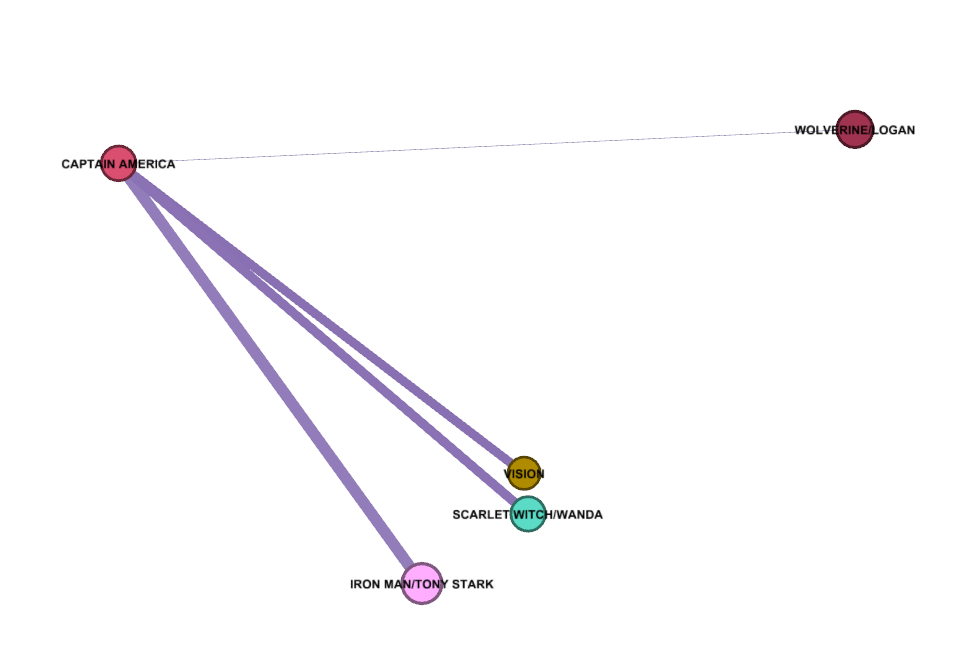 WOLVERINE/LOGAN
CAPTAIN AMERICA
VISION
SCARLET WITCH/WANDA
IRON MAN/TONY STARK